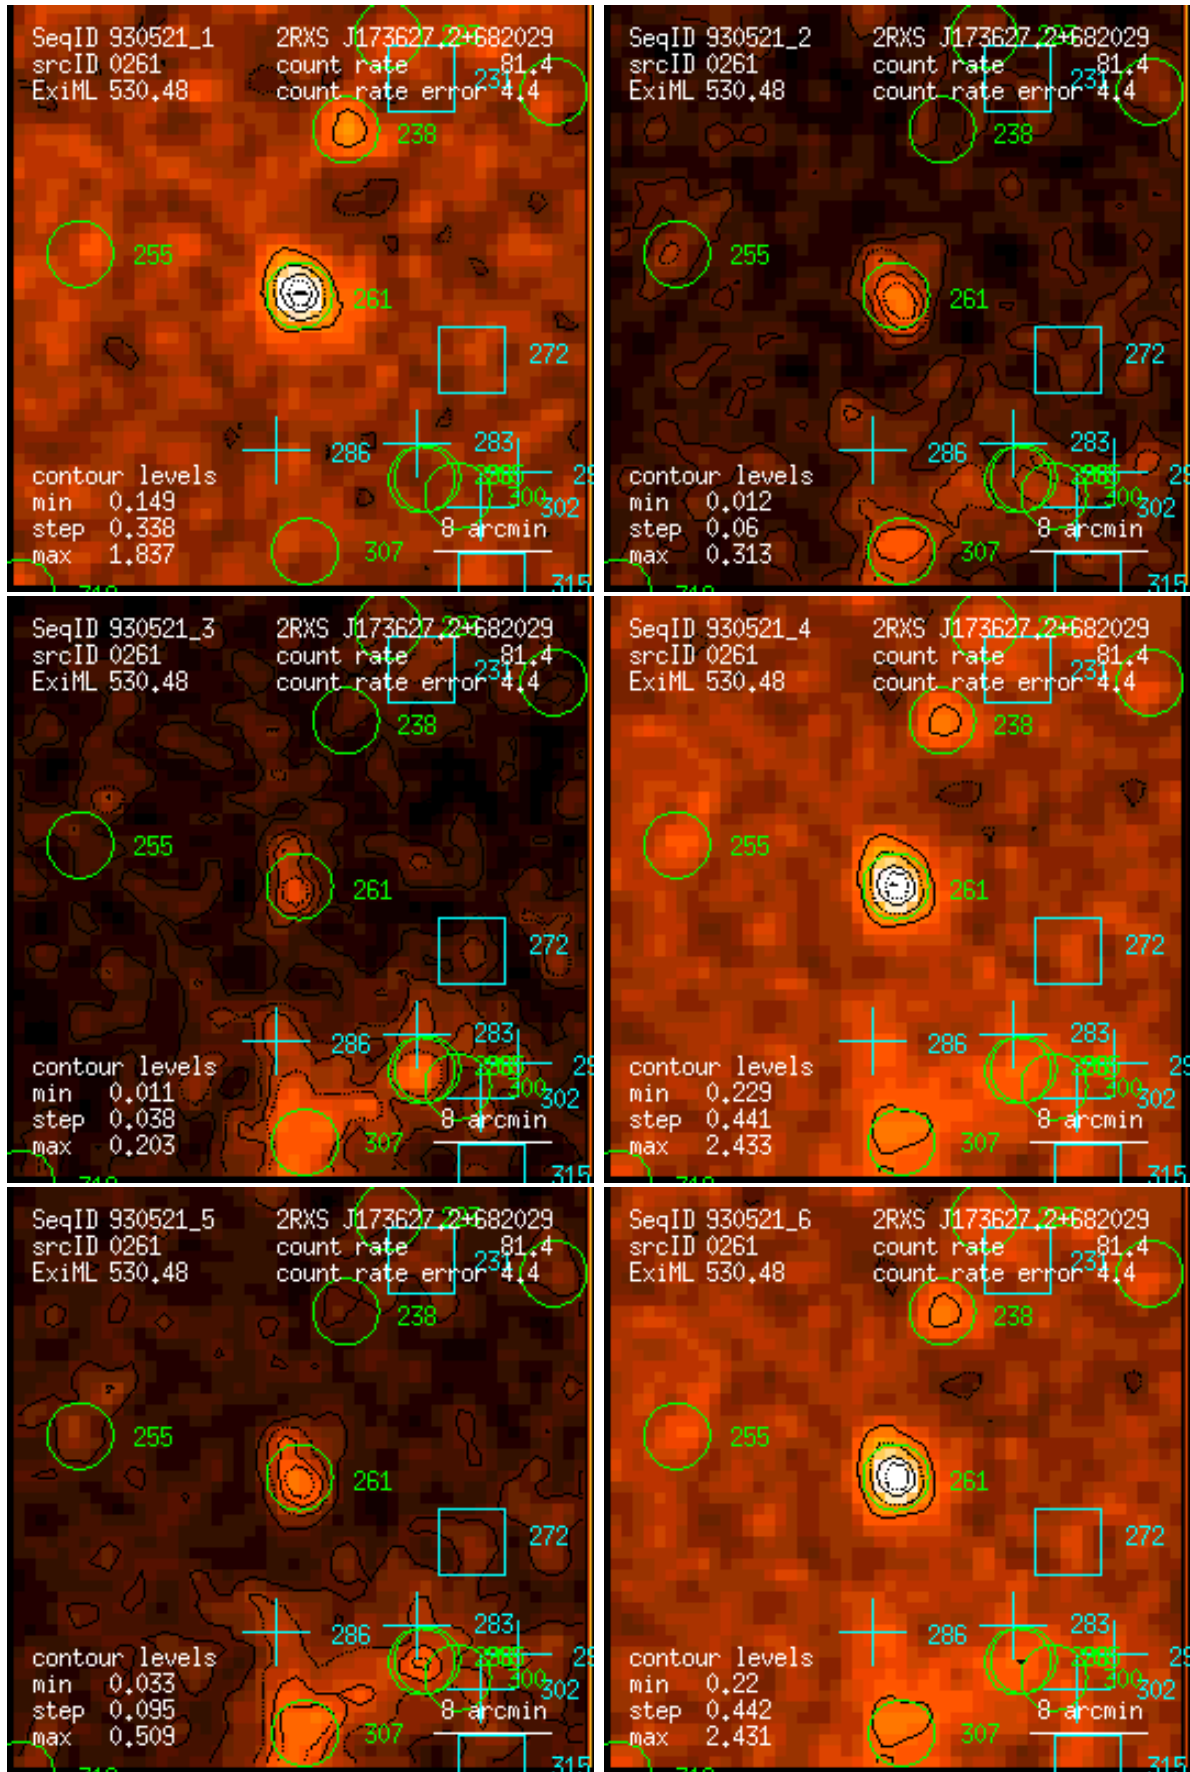 SeqID 930521_1 2RXS J173627.2+682029
srcID 0261 count rate 81.4
ExiML 530.48 count rate error 4.4
231
238
255
261
272
283
286
300
302
307
315
contour levels
min 0.149
step 0.338
max 1.837
8 arcmin
SeqID 930521_2 2RXS J173627.2+682029
srcID 0261 count rate 81.4
ExiML 530.48 count rate error 4.4
231
238
255
261
272
283
286
300
302
307
315
contour levels
min 0.012
step 0.06
max 0.313
8 arcmin
SeqID 930521_3 2RXS J173627.2+682029
srcID 0261 count rate 81.4
ExiML 530.48 count rate error 4.4
231
238
255
261
272
283
286
300
302
307
315
contour levels
min 0.011
step 0.038
max 0.203
8 arcmin
SeqID 930521_4 2RXS J173627.2+682029
srcID 0261 count rate 81.4
ExiML 530.48 count rate error 4.4
231
238
255
261
272
283
286
300
302
307
315
contour levels
min 0.229
step 0.441
max 2.433
8 arcmin
SeqID 930521_5 2RXS J173627.2+682029
srcID 0261 count rate 81.4
ExiML 530.48 count rate error 4.4
231
238
255
261
272
283
286
300
302
307
315
contour levels
min 0.033
step 0.095
max 0.509
8 arcmin
SeqID 930521_6 2RXS J173627.2+682029
srcID 0261 count rate 81.4
ExiML 530.48 count rate error 4.4
231
238
255
261
272
283
286
300
302
307
315
contour levels
min 0.22
step 0.442
max 2.431
8 arcmin